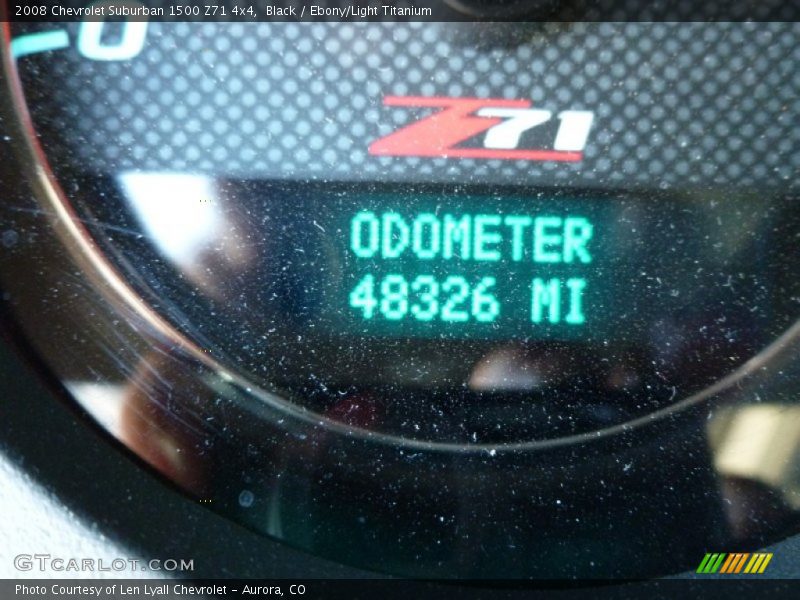 2008 Chevrolet Suburban 1500 Z71 4x4,  Black / Ebony/Light Titanium
0
Z71
ODOMETER
48326 MI
GTcarlot.com
Photo Courtesy of Len Lyall Chevrolet - Aurora, CO